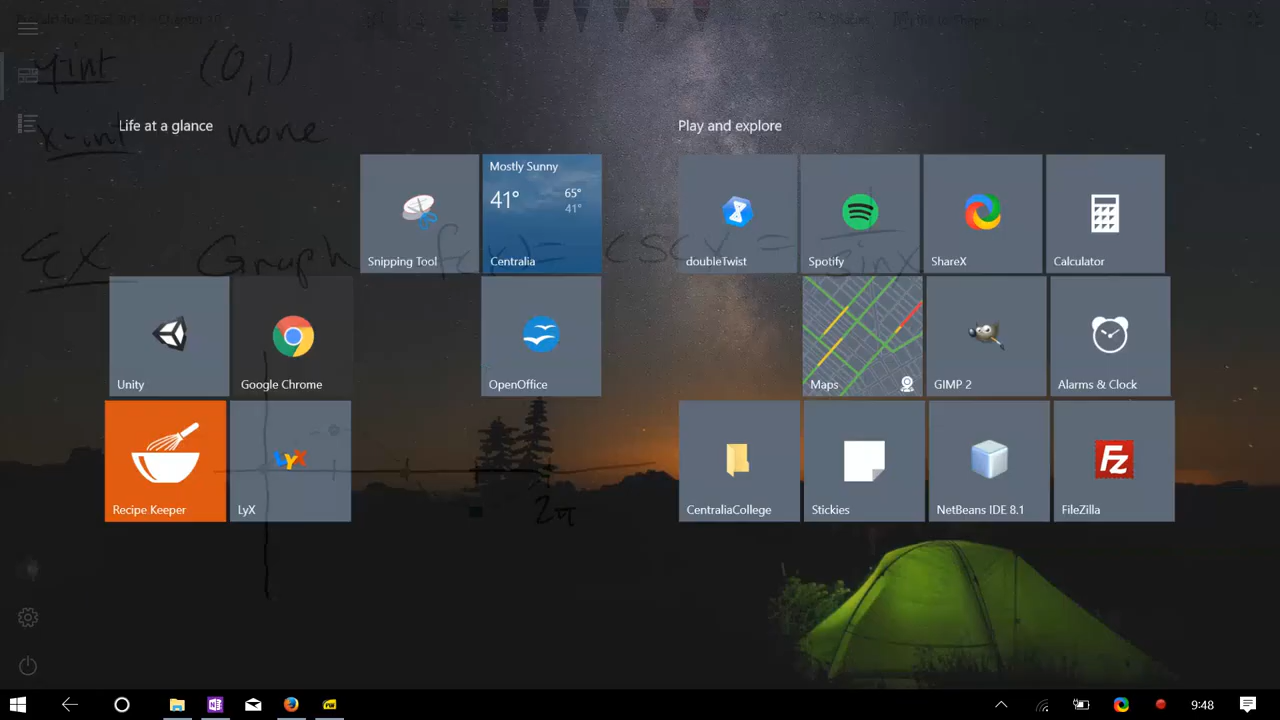 y-int (0,1)
Life at a glance
Play and explore
x-int none
Mostly Sunny
41°
65°
41°
Snipping Tool
Centralia
doubleTwist
Spotify
ShareX
Calculator
EX Graph f(x) = csc x = 1/sin x
Unity
Google Chrome
OpenOffice
Maps
GIMP 2
Alarms & Clock
Recipe Keeper
LyX
LyX
CentraliaCollege
Stickies
NetBeans IDE 8.1
Fz
FileZilla
2π
9:48